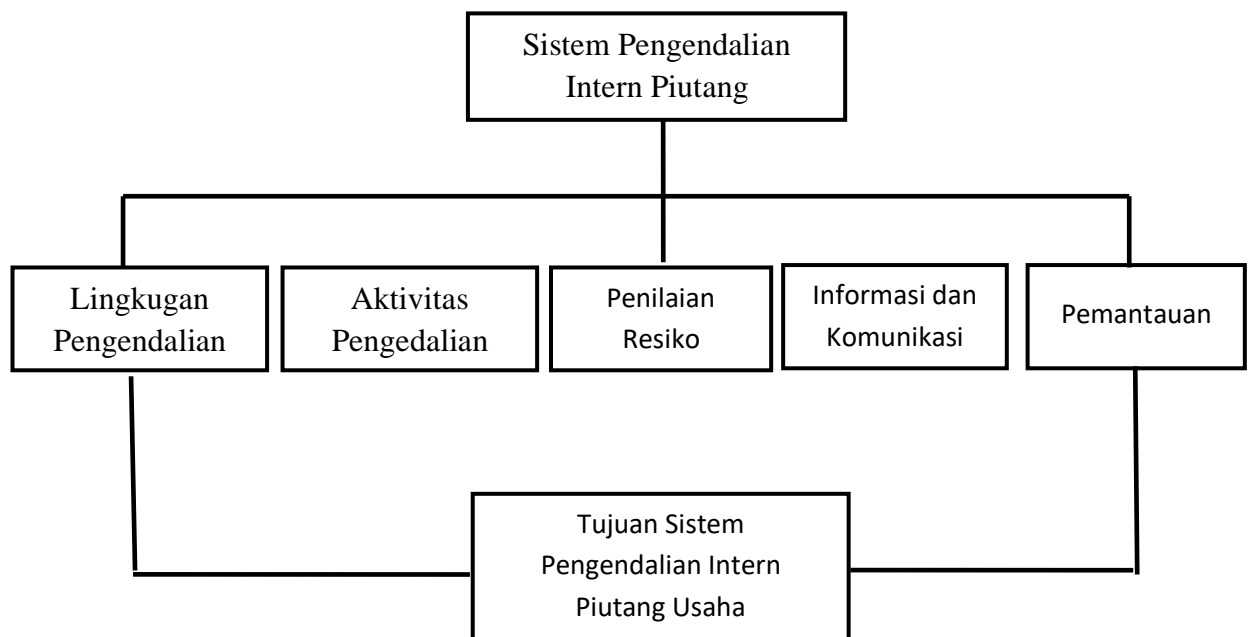 Sistem Pengendalian
Intern Piutang
Lingkugan
Pengendalian
Aktivitas
Pengedalian
Penilaian
Resiko
Informasi dan
Komunikasi
Pemantauan
Tujuan Sistem
Pengendalian Intern
Piutang Usaha